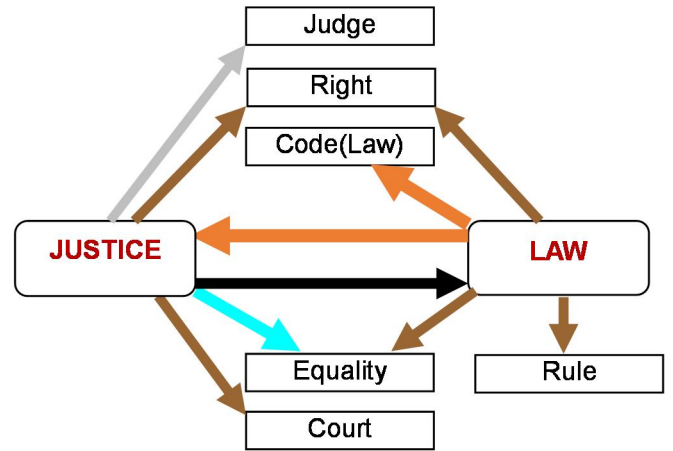 Judge
Right
Code(Law)
JUSTICE
LAW
Equality
Rule
Court